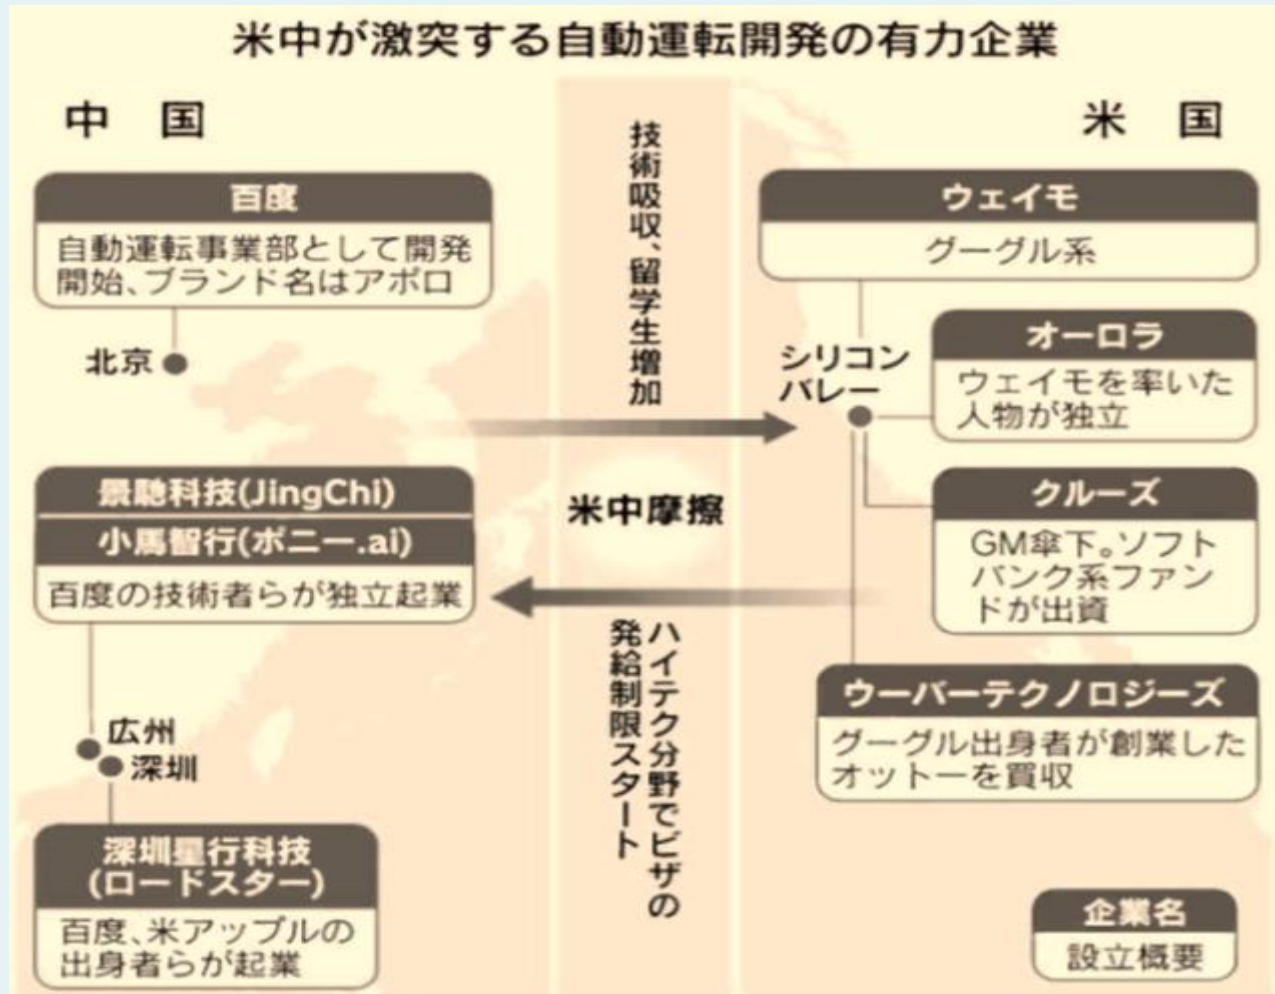 米中が激突する自動運転開発の有力企業
中国
百度
自動運転事業部として開発
開始、ブランド名はアポロ
北京
景馳科技(JingChi)
小馬智行(ポニー.ai)
百度の技術者らが独立起業
広州
深圳
深圳星行科技
(ロードスター)
百度、米アップルの
出身者らが起業
技術吸収、留学生増加
米中摩擦
ハイテク分野でビザの
発給制限スタート
米国
ウェイモ
グーグル系
シリコン
バレー
オーロラ
ウェイモを率いた
人物が独立
クルーズ
GM傘下。ソフト
バンク系ファン
ドが出資
ウーバーテクノロジーズ
グーグル出身者が創業した
オットーを買収
企業名
設立概要